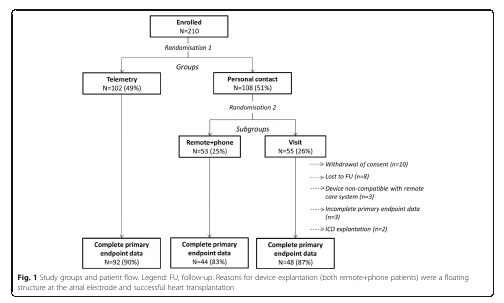 Enrolled
N=210
Randomisation 1
Groups
Telemetry
N=102 (49%)
Personal contact
N=108 (51%)
Randomisation 2
Subgroups
Remote+phone
N=53 (25%)
Visit
N=55 (26%)
Withdrawal of consent (n=10)
Lost to FU (n=8)
Device non-compatible with remote
care system (n=3)
Incomplete primary endpoint data
(n=3)
ICD explantation (n=2)
Complete primary
endpoint data
N=92 (90%)
Complete primary
endpoint data
N=44 (83%)
Complete primary
endpoint data
N=48 (87%)
Fig. 1 Study groups and patient flow. Legend: FU, follow-up. Reasons for device explantation (both remote+phone patients) were a floating
structure at the atrial electrode and successful heart transplantation